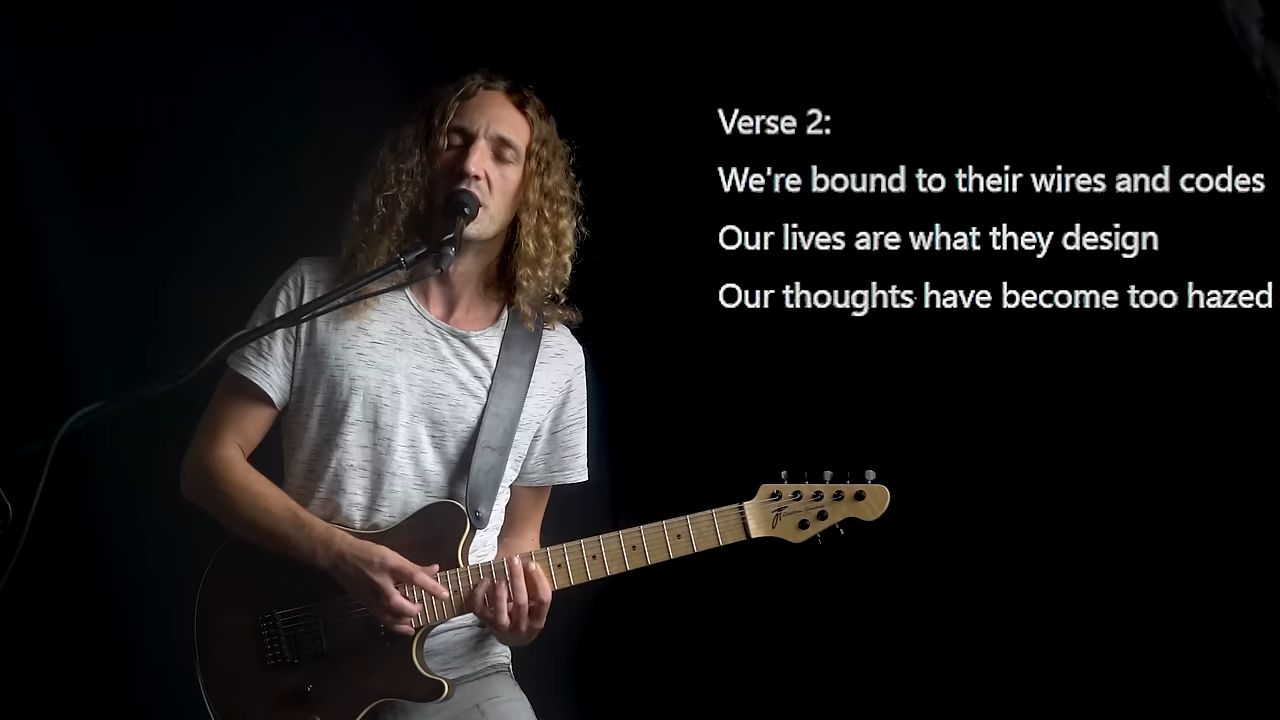 Verse 2:
We're bound to their wires and codes
Our lives are what they design
Our thoughts have become too hazed